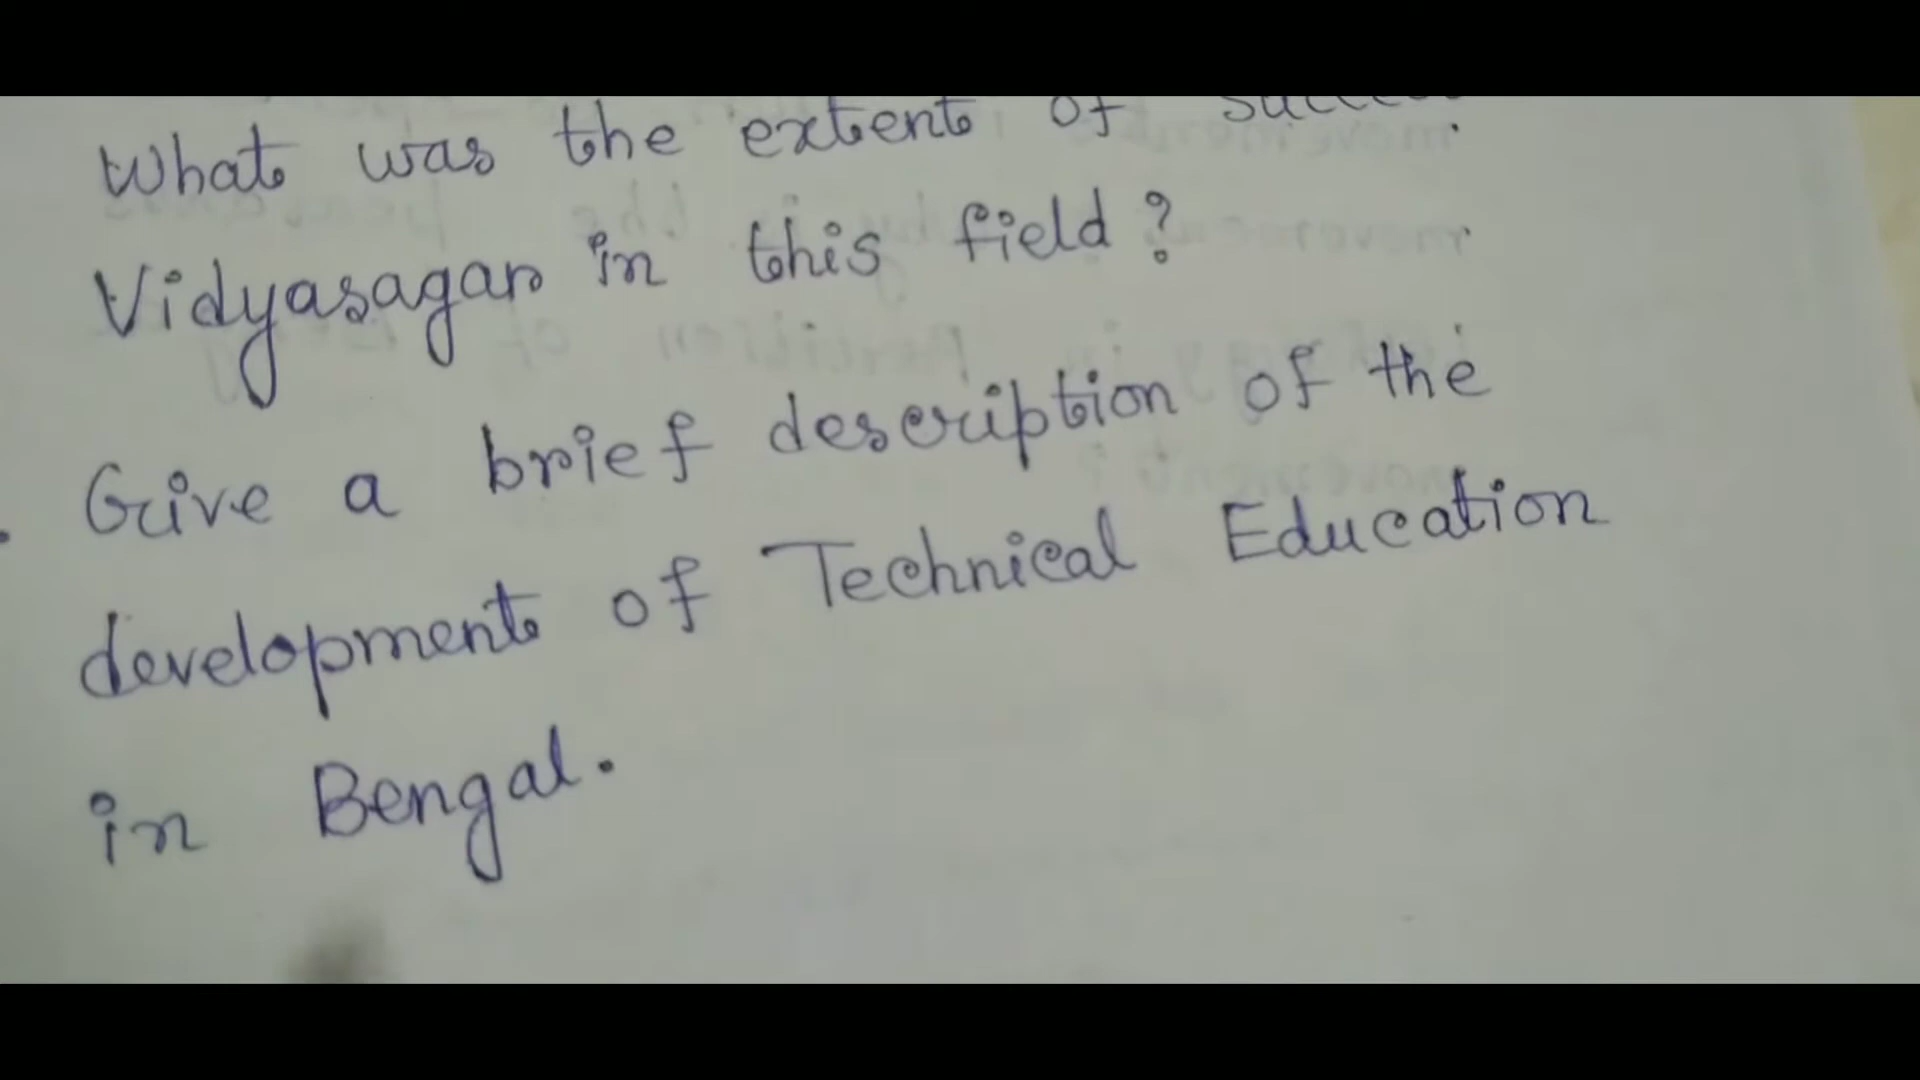 What was the extent of
Vidyasagar in this field?
Give a brief description of the
development of Technical Education
in Bengal.